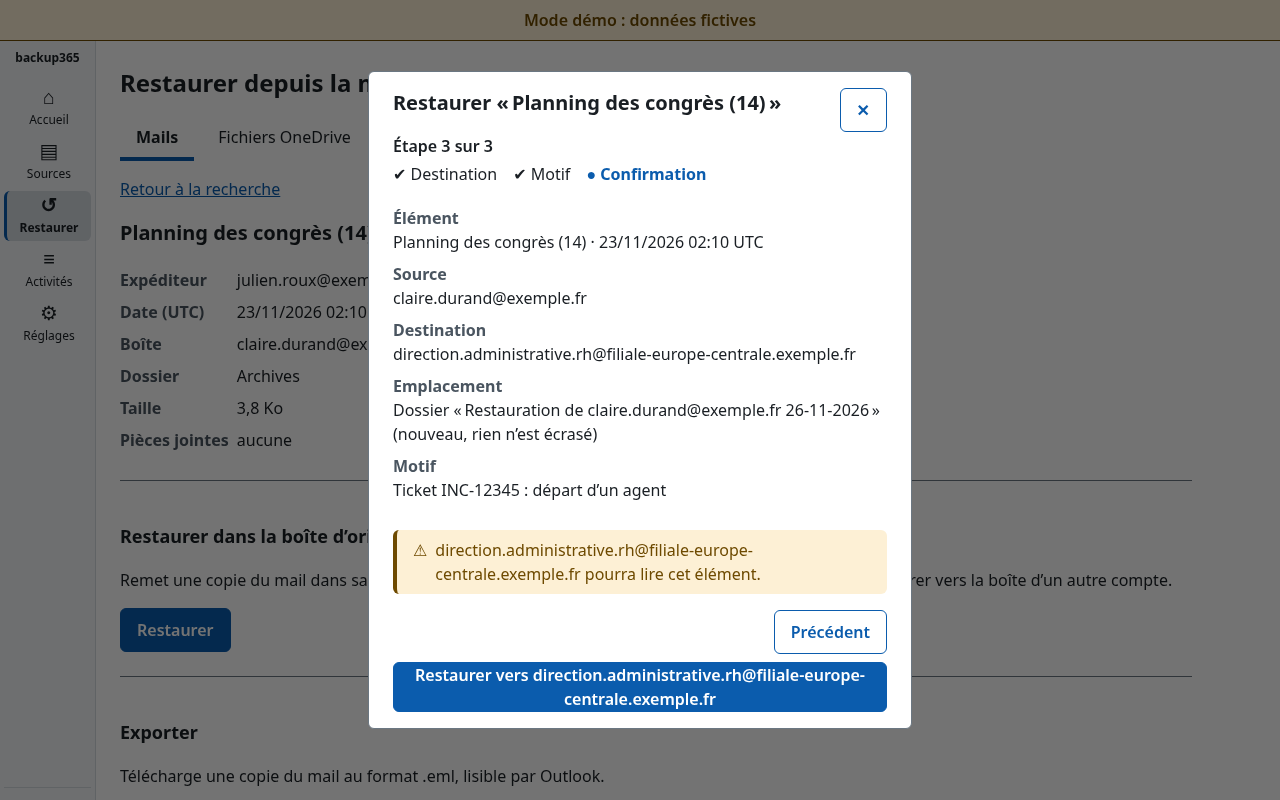 Mode démo : données fictives
backup365
Accueil
Sources
Restaurer
Activités
Réglages
Restaurer depuis la
Mails
Fichiers OneDrive
Retour à la recherche
Planning des congrès (14
Expéditeur julien.roux@exem
Date (UTC) 23/11/2026 02:10
Boîte claire.durand@ex
Dossier Archives
Taille 3,8 Ko
Pièces jointes aucune
Restaurer dans la boîte d’ori
Remet une copie du mail dans sa
rer vers la boîte d’un autre compte.
Restaurer
Exporter
Télécharge une copie du mail au format .eml, lisible par Outlook.
Restaurer « Planning des congrès (14) »
×
Étape 3 sur 3
✔ Destination ✔ Motif ● Confirmation
Élément
Planning des congrès (14) · 23/11/2026 02:10 UTC
Source
claire.durand@exemple.fr
Destination
direction.administrative.rh@filiale-europe-centrale.exemple.fr
Emplacement
Dossier « Restauration de claire.durand@exemple.fr 26-11-2026 »
(nouveau, rien n’est écrasé)
Motif
Ticket INC-12345 : départ d’un agent
⚠ direction.administrative.rh@filiale-europe-
centrale.exemple.fr pourra lire cet élément.
Précédent
Restaurer vers direction.administrative.rh@filiale-europe-
centrale.exemple.fr